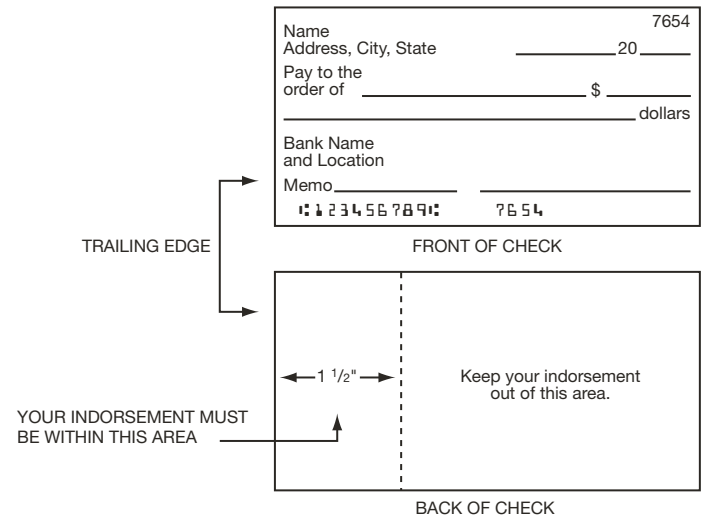 7654
Name
Address, City, State 20
Pay to the
order of $
dollars
Bank Name
and Location
Memo
⑆123456789⑆ 7654
TRAILING EDGE
FRONT OF CHECK
1 1/2"
Keep your indorsement
out of this area.
YOUR INDORSEMENT MUST
BE WITHIN THIS AREA
BACK OF CHECK